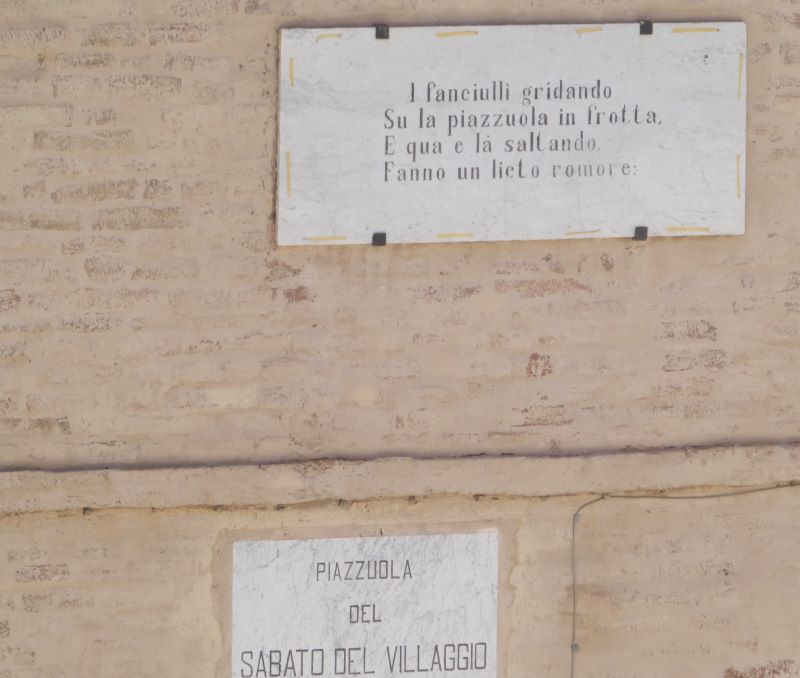 I fanciulli gridando
Su la piazzuola in frotta,
E qua e là saltando,
Fanno un lieto romore:
PIAZZUOLA
DEL
SABATO DEL VILLAGGIO